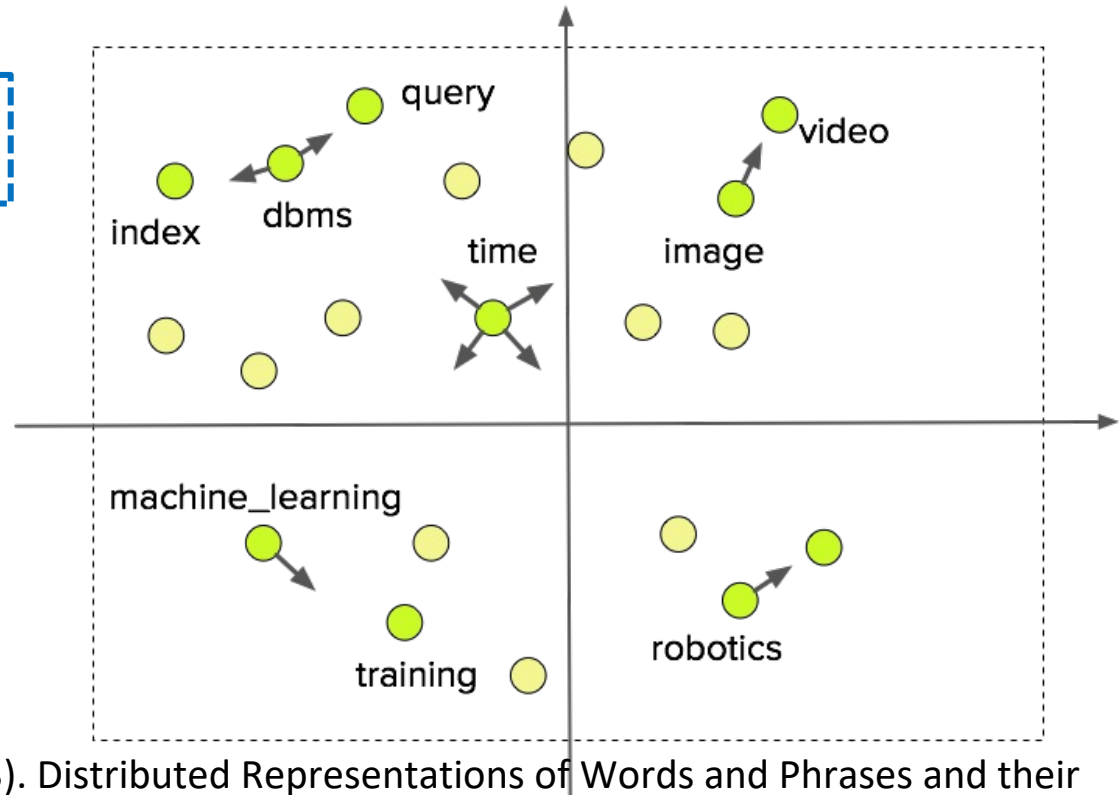 query
video
dbms
index
time
image
machine_learning
training
robotics
). Distributed Representations of Words and Phrases and their